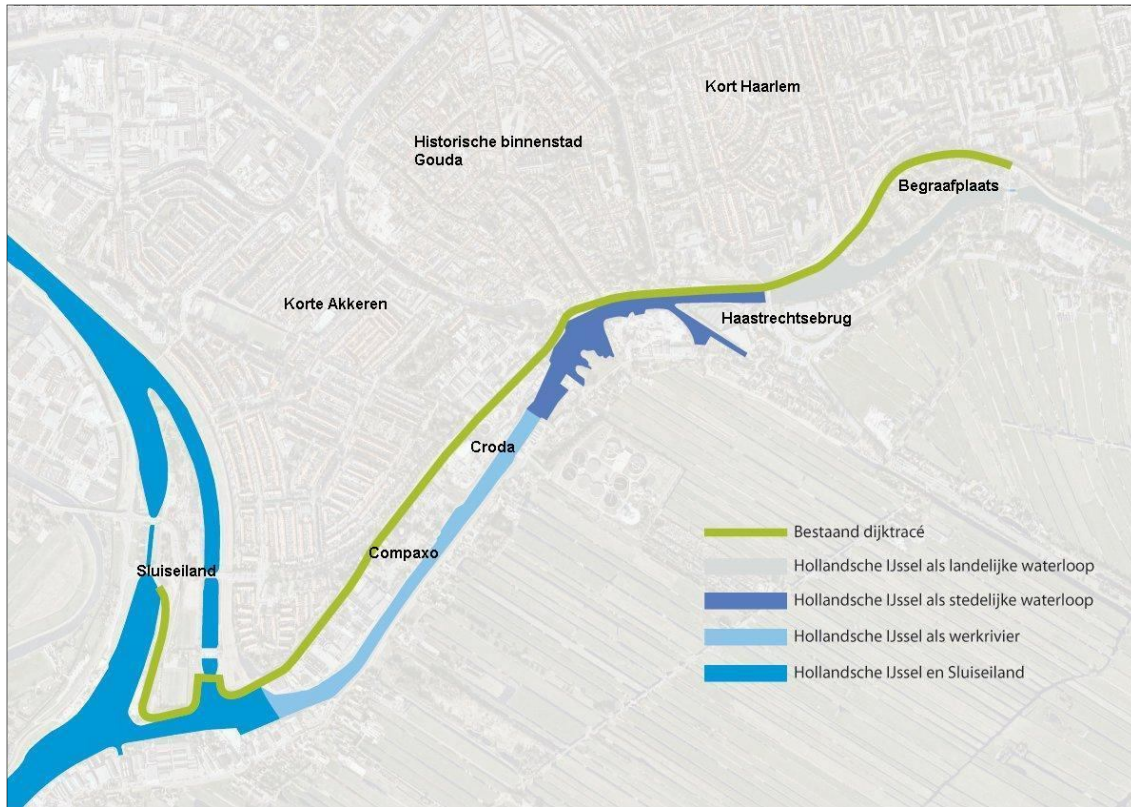 Kort Haarlem
Historische binnenstad
Gouda
Begraafplaats
Korte Akkeren
Haastrechtsebrug
Croda
Compaxo
Sluiseiland
Bestaand dijktracé
Hollandsche IJssel als landelijke waterloop
Hollandsche IJssel als stedelijke waterloop
Hollandsche IJssel als werkrivier
Hollandsche IJssel en Sluiseiland